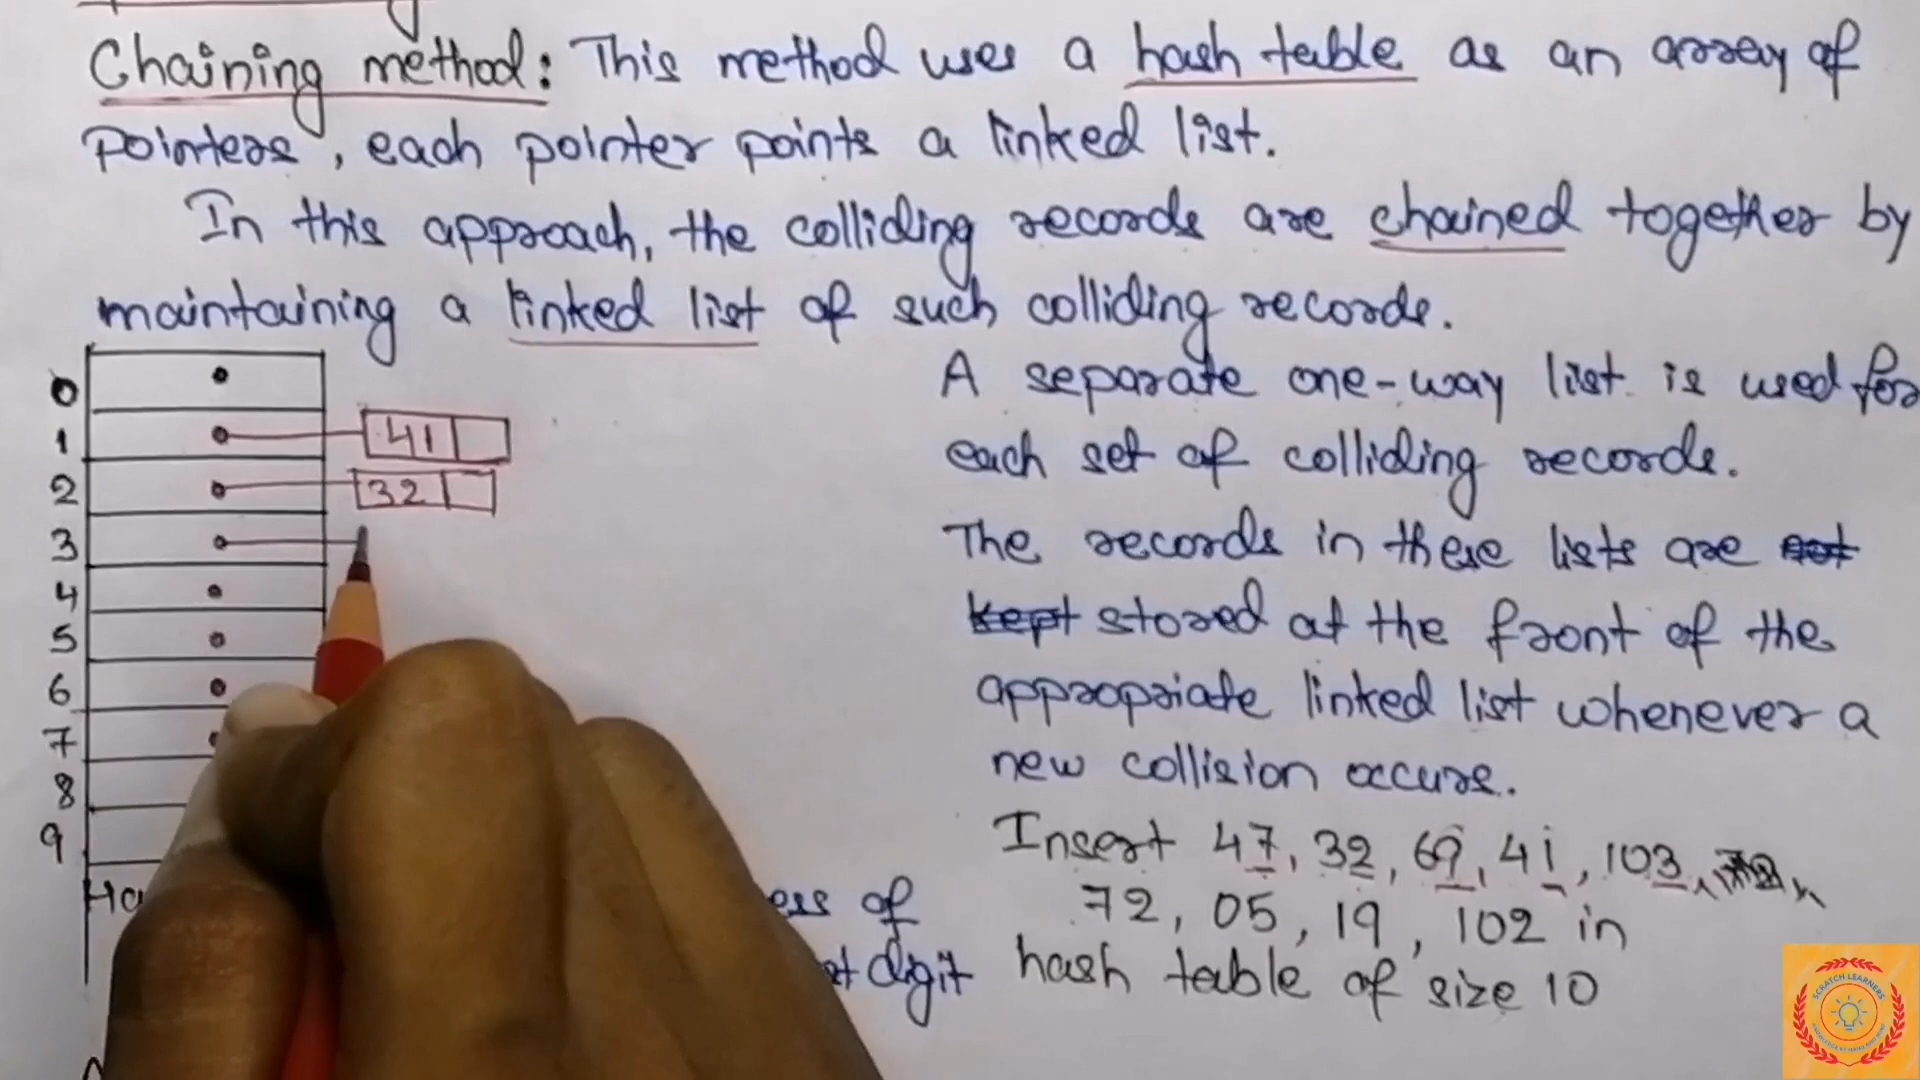 Chaining method: This method uses a hash table as an array of
pointers, each pointer points a linked list.
In this approach, the colliding records are chained together by
maintaining a linked list of such colliding records.
0
1 41
2 32
3
4
5
6
7
8
9
A separate one-way list is used for
each set of colliding records.
The records in these lists are not
kept stored at the front of the
appropriate linked list whenever a
new collision occurs.
Insert 47, 32, 69, 41, 103,
72, 05, 19, 102 in
hash table of size 10
of
digit
SCRATCH LEARNERS